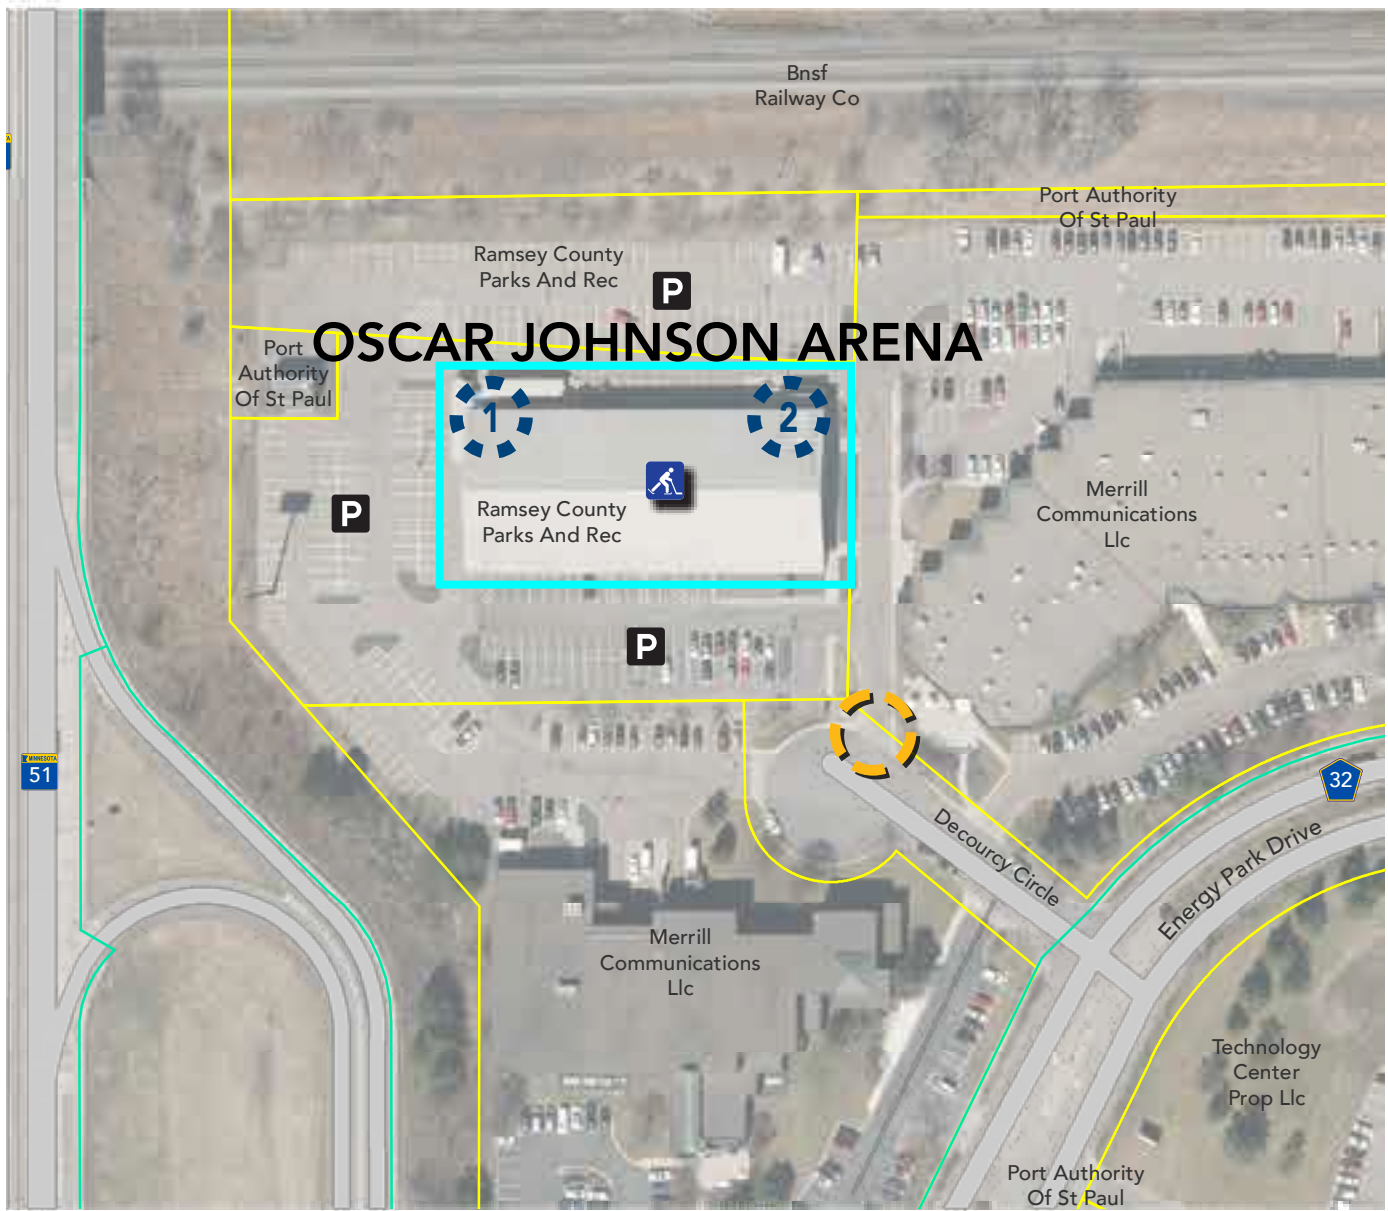 Bnsf
Railway Co
Port Authority
Of St Paul
Ramsey County
Parks And Rec
P
OSCAR JOHNSON ARENA
Port
Authority
Of St Paul
1
2
P
Ramsey County
Parks And Rec
Merrill
Communications
Llc
P
MINNESOTA
51
32
Decourcy Circle
Energy Park Drive
Merrill
Communications
Llc
Technology
Center
Prop Llc
Port Authority
Of St Paul